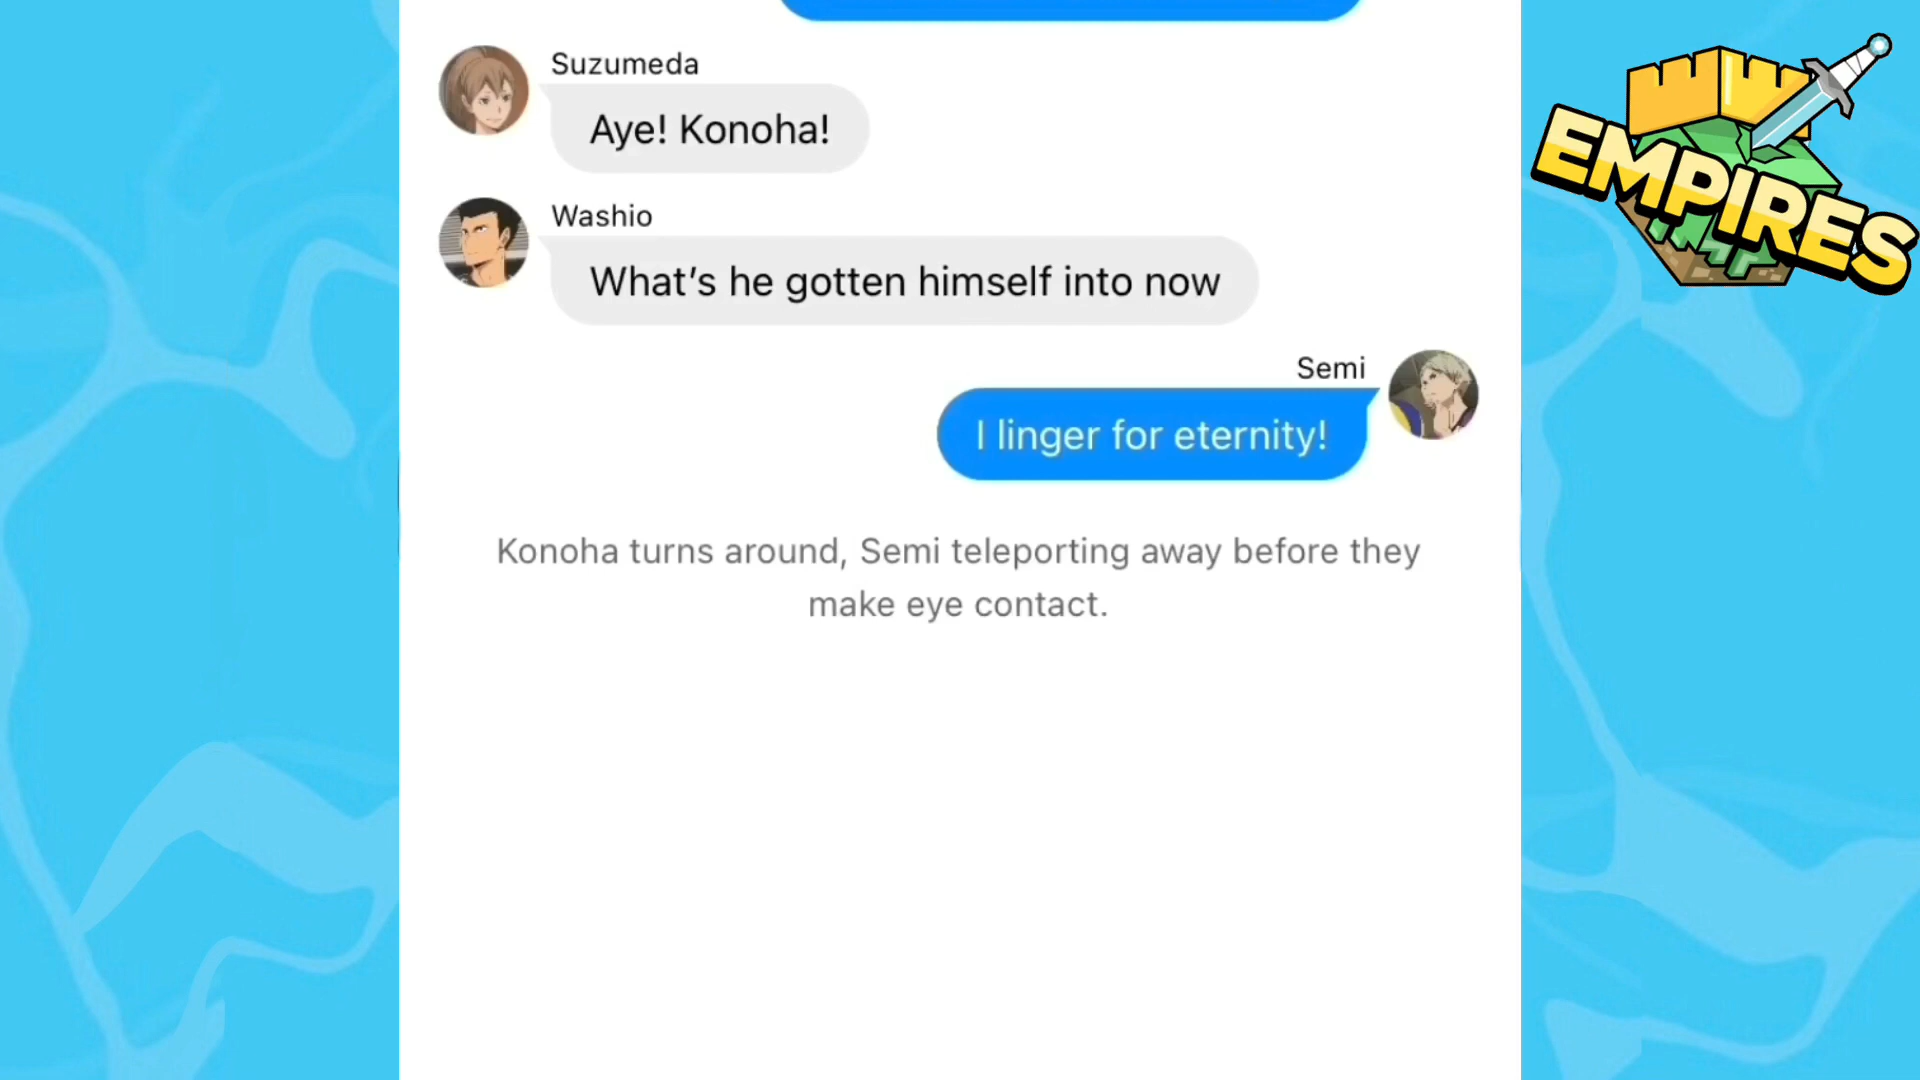 Suzumeda
Aye! Konoha!
Washio
What's he gotten himself into now
Semi
I linger for eternity!
Konoha turns around, Semi teleporting away before they
make eye contact.
EMPIRES